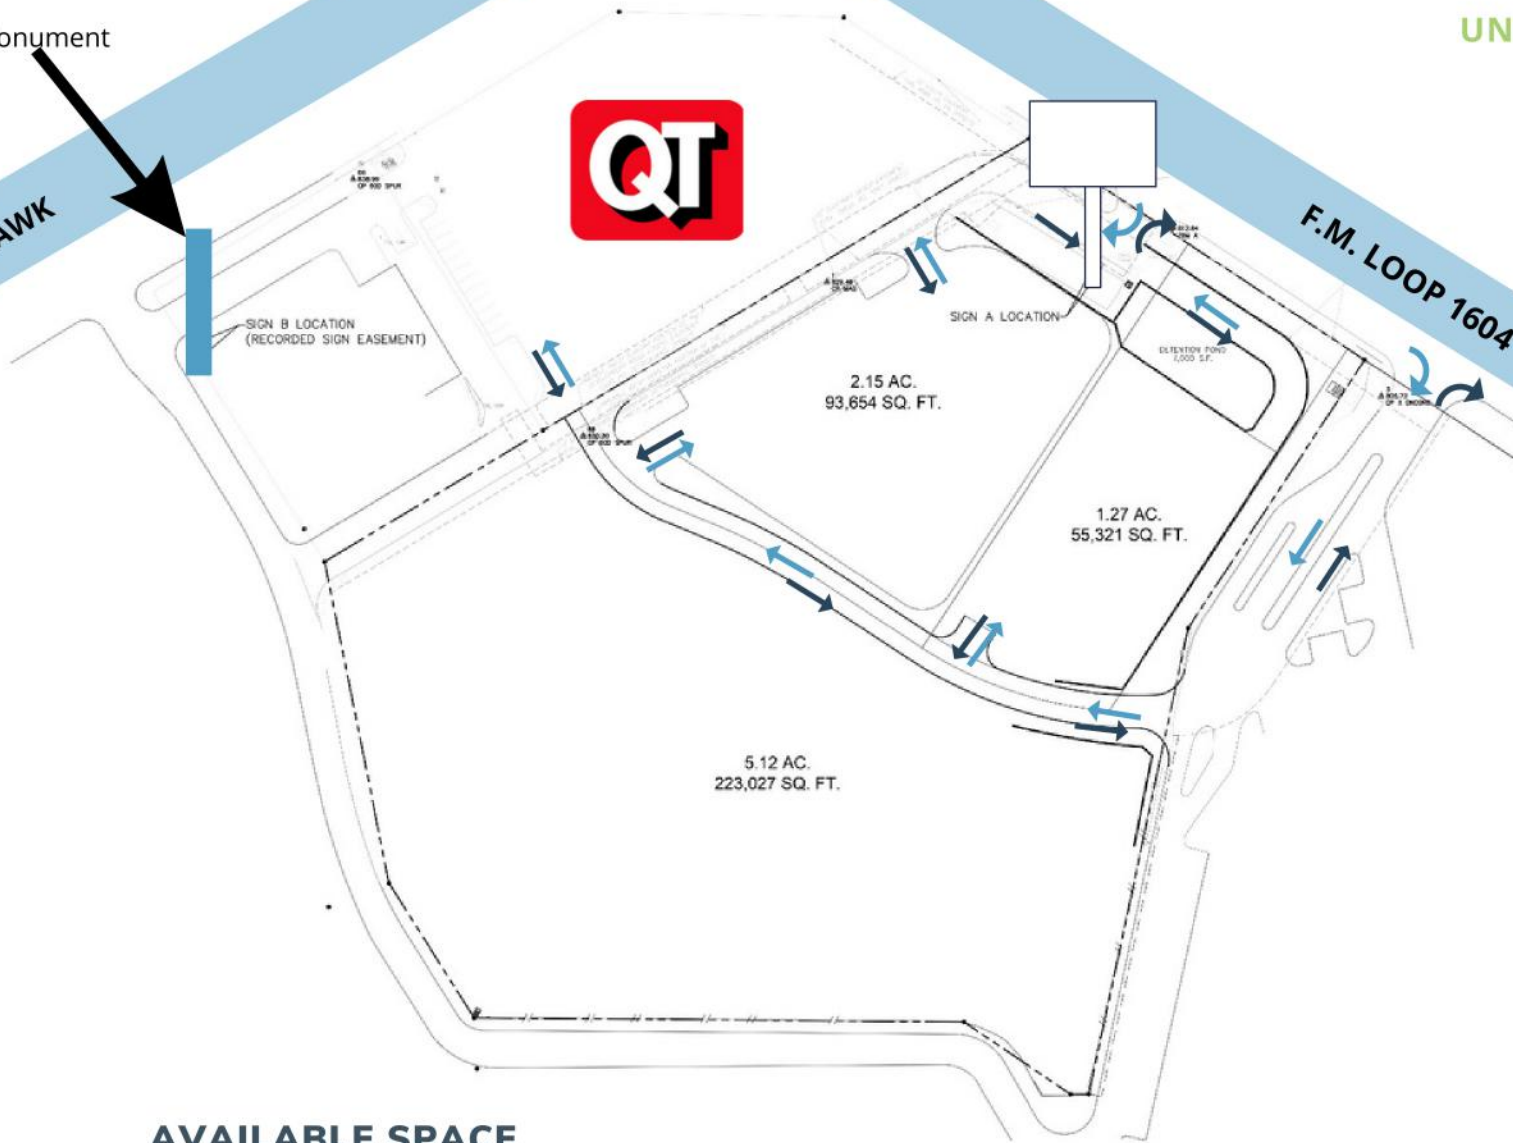 onument
UN
AWK
QT
F.M. LOOP 1604
SIGN B LOCATION
(RECORDED SIGN EASEMENT)
SIGN A LOCATION
DETENTION POND
2.15 AC.
93,654 SQ. FT.
1.27 AC.
55,321 SQ. FT.
5.12 AC.
223,027 SQ. FT.
AVAILABLE SPACE